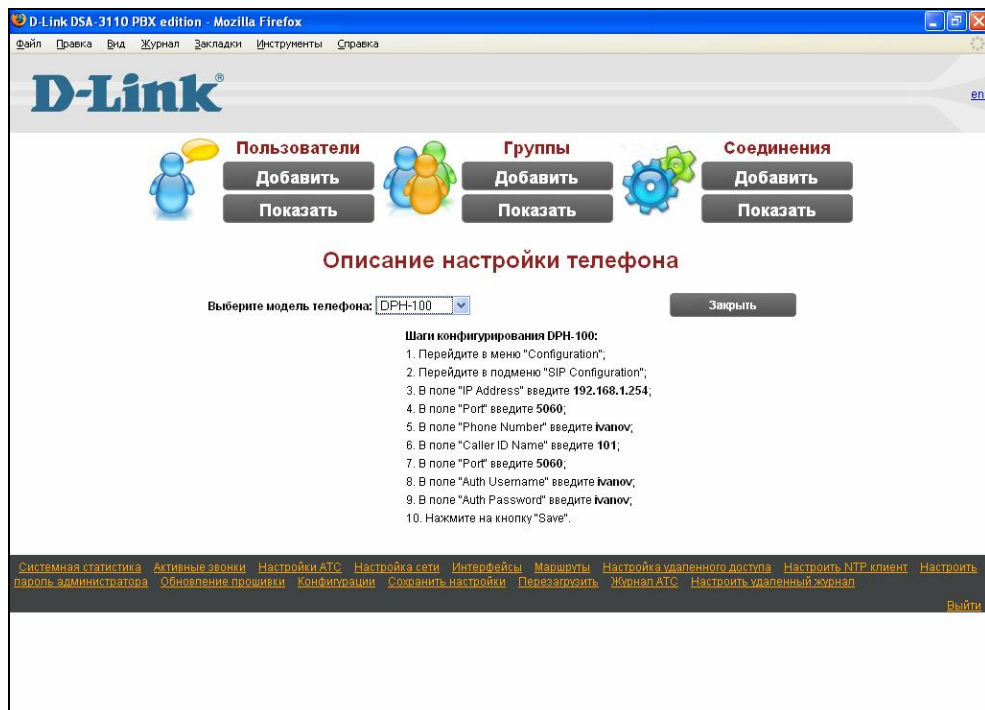 D-Link DSA-3110 PBX edition - Mozilla Firefox
Файл Правка Вид Журнал Закладки Инструменты Справка
D-Link®
en
Пользователи Группы Соединения
Добавить Добавить Добавить
Показать Показать Показать
Описание настройки телефона
Выберите модель телефона: DPH-100 Закрыть
Шаги конфигурирования DPH-100:
1. Перейдите в меню "Configuration";
2. Перейдите в подменю "SIP Configuration";
3. В поле "IP Address" введите 192.168.1.254;
4. В поле "Port" введите 5060;
5. В поле "Phone Number" введите ivanov;
6. В поле "Caller ID Name" введите 101;
7. В поле "Port" введите 5060;
8. В поле "Auth Username" введите ivanov;
9. В поле "Auth Password" введите ivanov;
10. Нажмите на кнопку "Save".
Системная статистика Активные звонки Настройки АТС Настройка сети Интерфейсы Маршруты Настройка удаленного доступа Настроить NTP клиент Настроить
пароль администратора Обновление прошивки Конфигурации Сохранить настройки Перезагрузить Журнал АТС Настроить удаленный журнал
Выйти